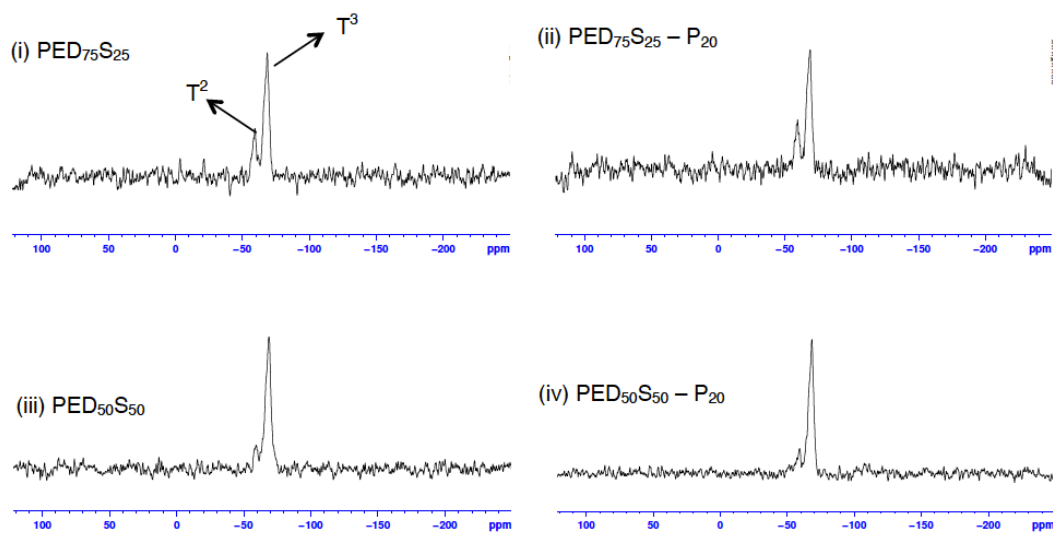 (i) PED₇₅S₂₅
T³
T²
100 50 0 −50 −100 −150 −200 ppm
(ii) PED₇₅S₂₅ – P₂₀
100 50 0 −50 −100 −150 −200 ppm
(iii) PED₅₀S₅₀
100 50 0 −50 −100 −150 −200 ppm
(iv) PED₅₀S₅₀ – P₂₀
100 50 0 −50 −100 −150 −200 ppm